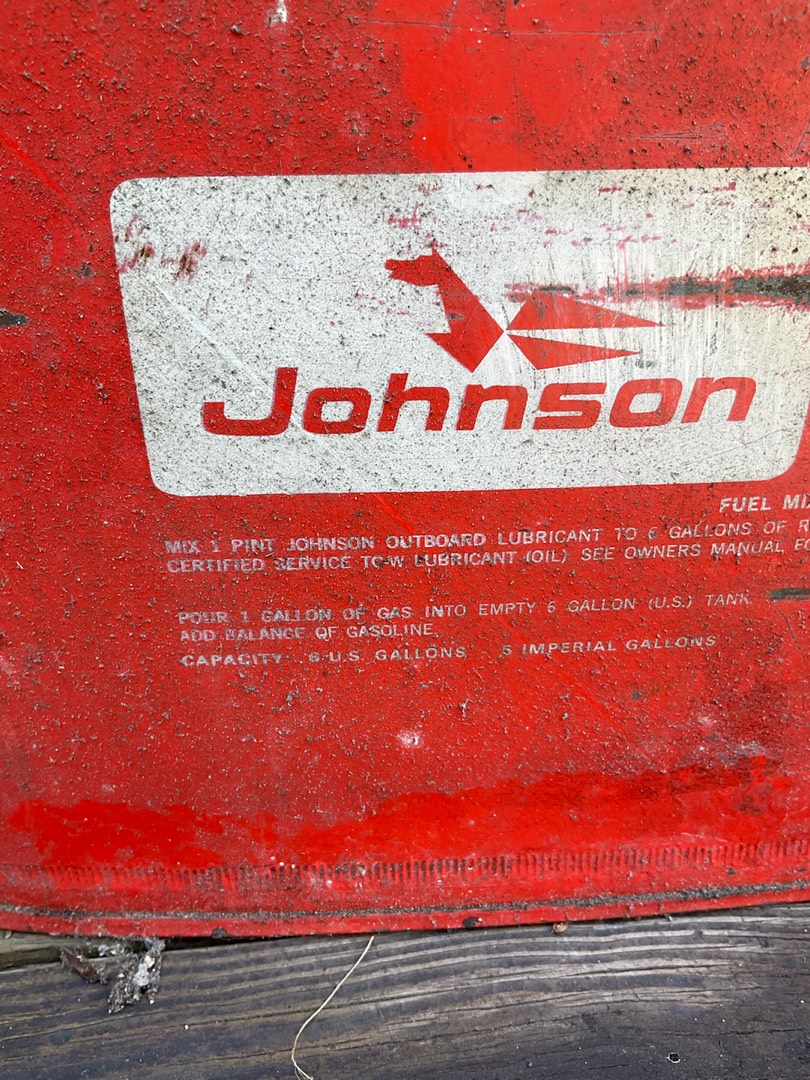 Johnson
FUEL MI
MIX 1 PINT JOHNSON OUTBOARD LUBRICANT TO 6 GALLONS OF R
CERTIFIED SERVICE TC-W LUBRICANT (OIL) SEE OWNERS MANUAL FO
POUR 1 GALLON OF GAS INTO EMPTY 6 GALLON (U.S.) TANK
ADD BALANCE OF GASOLINE.
CAPACITY 6 U.S. GALLONS 5 IMPERIAL GALLONS